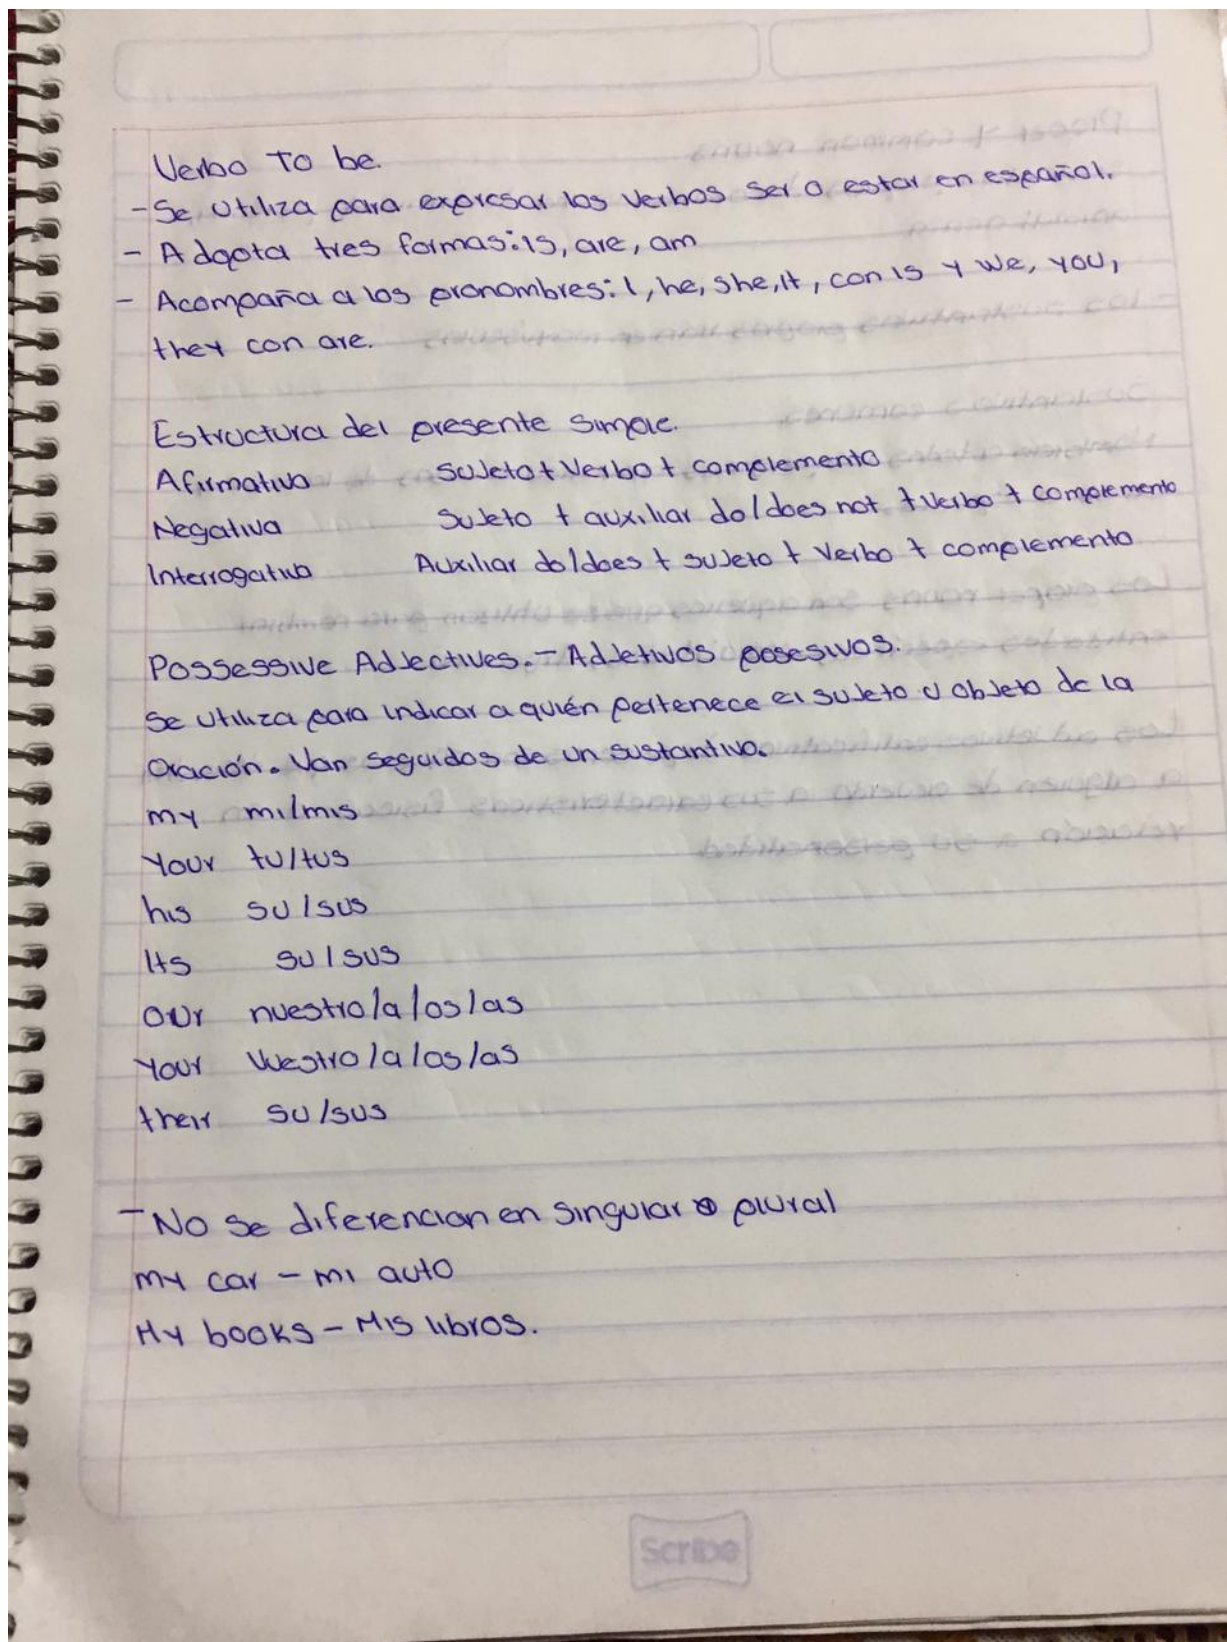 Verbo To be.
- Se utiliza para expresar los verbos ser o estar en español.
- Adopta tres formas: is, are, am
- Acompaña a los pronombres: I, he, she, it, con is y we, you,
they con are.
Estructura del presente simple.
Afirmativo sujeto + verbo + complemento
Negativa sujeto + auxiliar do/does not + verbo + complemento
Interrogativo Auxiliar do/does + sujeto + verbo + complemento
Possessive Adjectives. - Adjetivos posesivos.
Se utiliza para indicar a quién pertenece el sujeto u objeto de la
oración. Van seguidos de un sustantivo.
my mi/mis
your tu/tus
his su/sus
Its su/sus
our nuestro/a/os/as
your vuestro/a/os/as
their su/sus
- No se diferencian en singular o plural
my car - mi auto
My books - Mis libros.
Scribe